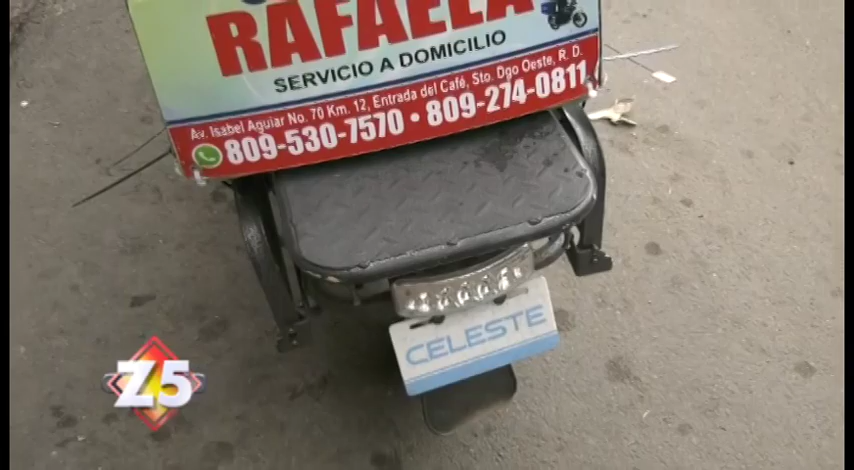 RAFAELA
SERVICIO A DOMICILIO
Av. Isabel Aguiar No. 70 Km. 12, Entrada del Café, Sto. Dgo Oeste, R. D.
809-530-7570 • 809-274-0811
CELESTE
Z5